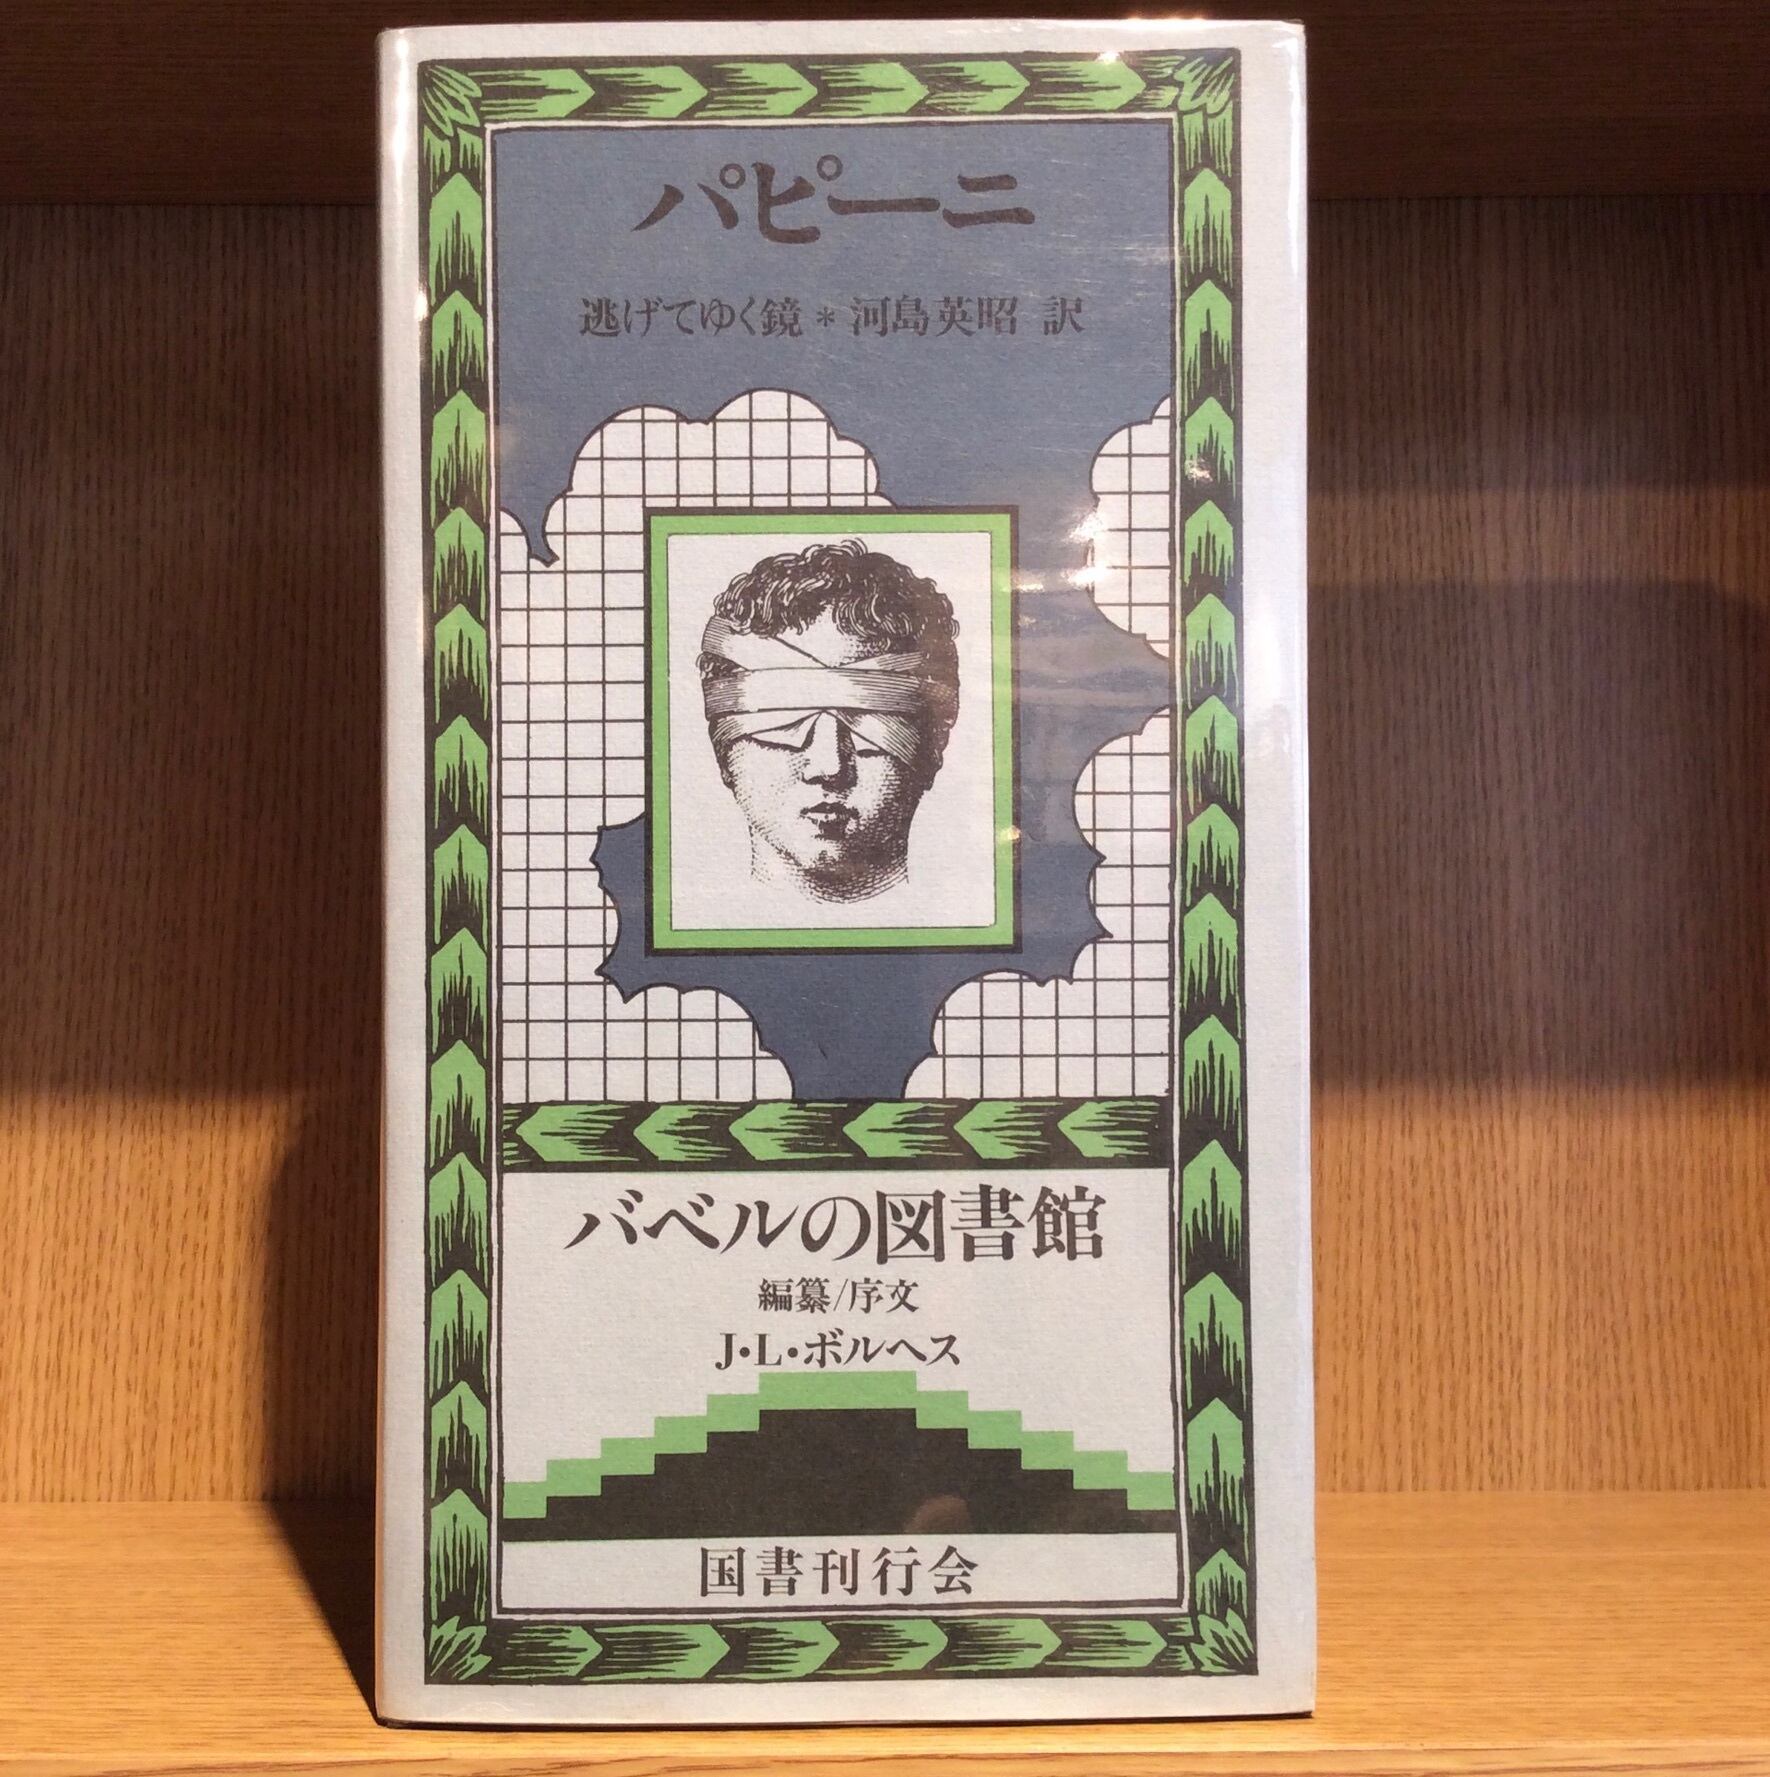 パピーニ
逃げてゆく鏡*河島英昭 訳
バベルの図書館
編纂/序文
J・L・ボルヘス
国書刊行会